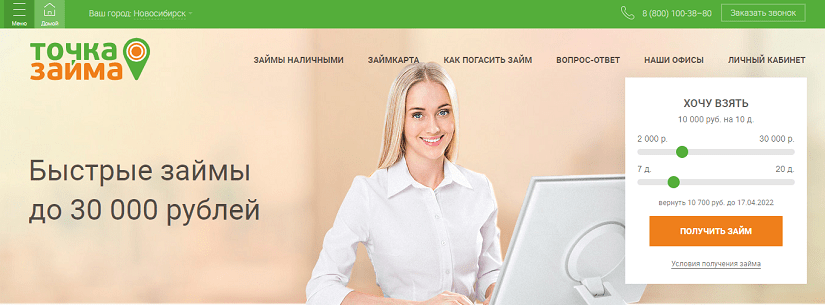 Меню
Домой
Ваш город: Новосибирск
8 (800) 100-38-80
Заказать звонок
точка
займа
ЗАЙМЫ НАЛИЧНЫМИ
ЗАЙМКАРТА
КАК ПОГАСИТЬ ЗАЙМ
ВОПРОС-ОТВЕТ
НАШИ ОФИСЫ
ЛИЧНЫЙ КАБИНЕТ
Быстрые займы
до 30 000 рублей
ХОЧУ ВЗЯТЬ
10 000 руб. на 10 д.
2 000 р. 30 000 р.
7 д. 20 д.
вернуть 10 700 руб. до 17.04.2022
ПОЛУЧИТЬ ЗАЙМ
Условия получения займа